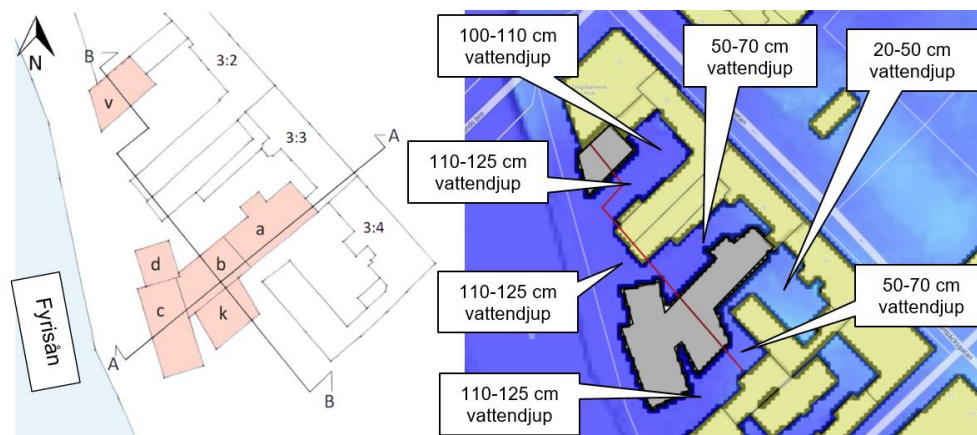 N
B
A
v
3:2
3:3
3:4
a
b
d
c
k
A
B
Fyrisån
100-110 cm
vattendjup
50-70 cm
vattendjup
20-50 cm
vattendjup
110-125 cm
vattendjup
110-125 cm
vattendjup
50-70 cm
vattendjup
110-125 cm
vattendjup